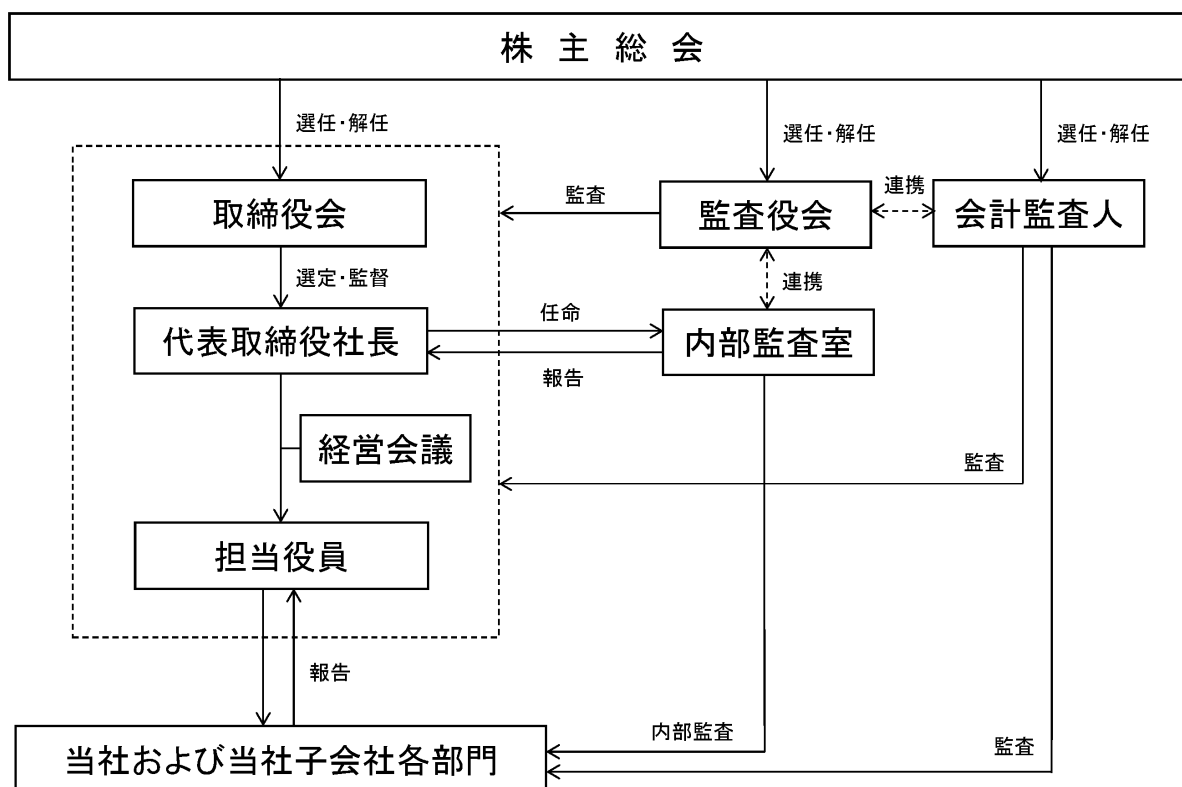 株主総会
選任・解任
選任・解任
選任・解任
取締役会
監査
監査役会
連携
会計監査人
選定・監督
連携
代表取締役社長
任命
報告
内部監査室
経営会議
監査
担当役員
報告
内部監査
監査
当社および当社子会社各部門